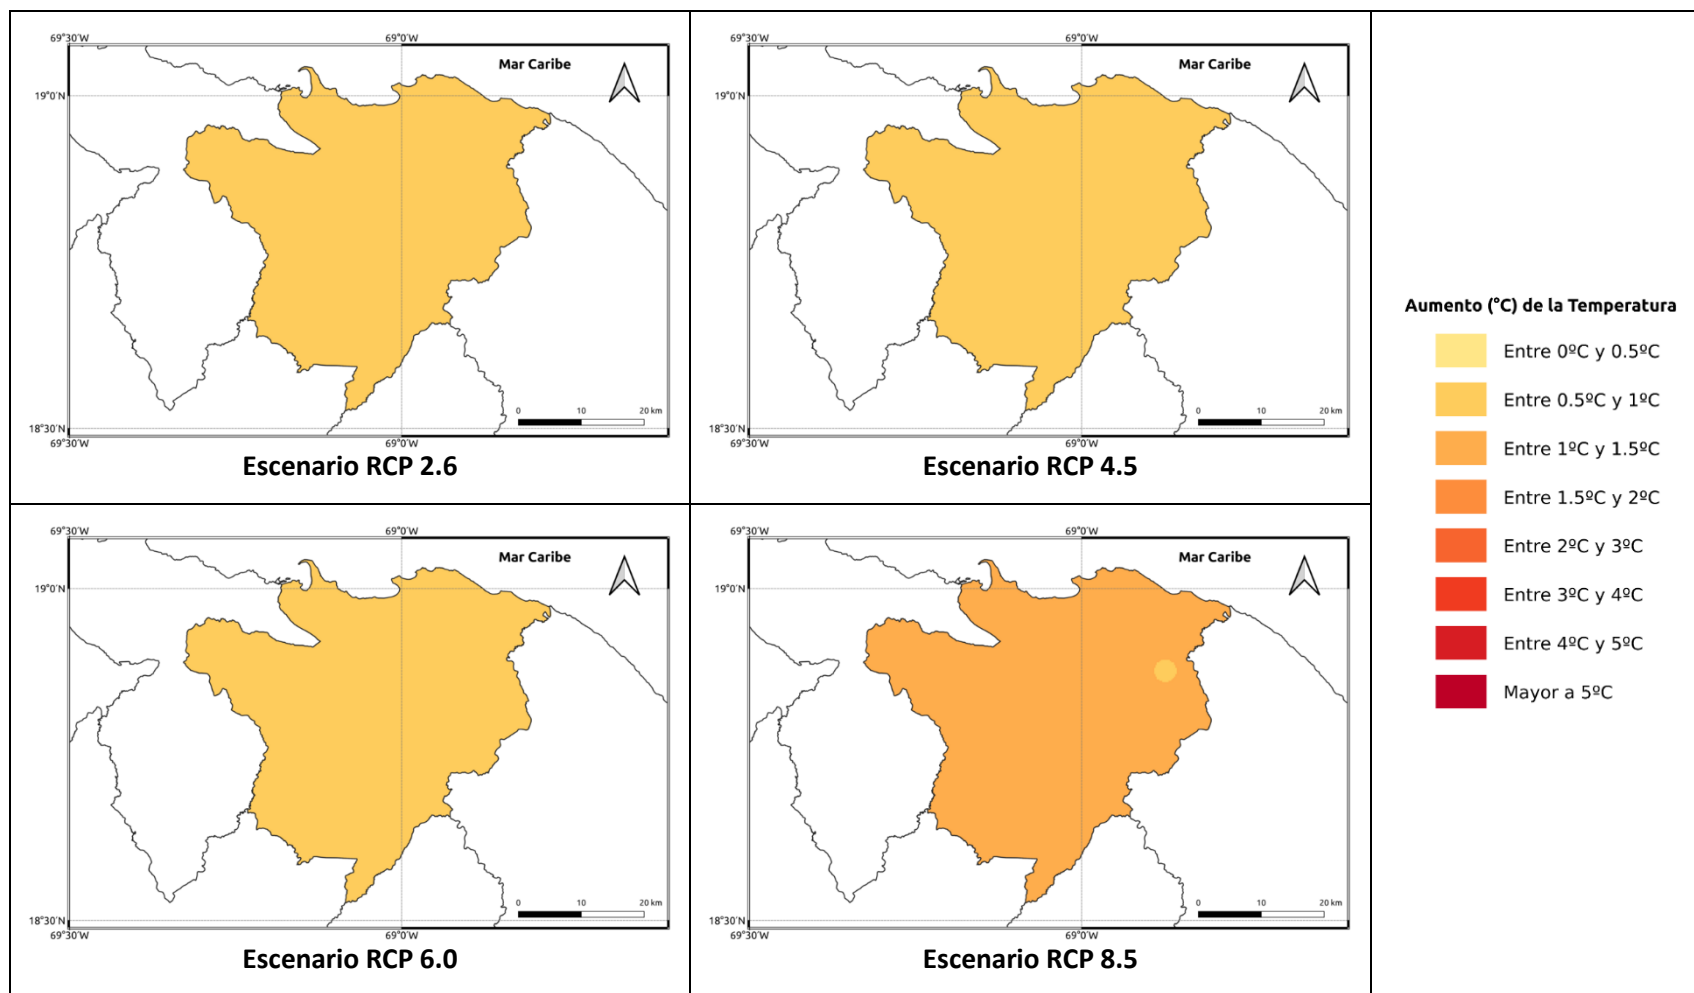 69°30'W
69°0'W
Mar Caribe
19°0'N
18°30'N
0
10
20 km
69°30'W
69°0'W
Escenario RCP 2.6
69°30'W
69°0'W
Mar Caribe
19°0'N
18°30'N
0
10
20 km
69°30'W
69°0'W
Escenario RCP 4.5
69°30'W
69°0'W
Mar Caribe
19°0'N
18°30'N
0
10
20 km
69°30'W
69°0'W
Escenario RCP 6.0
69°30'W
69°0'W
Mar Caribe
19°0'N
18°30'N
0
10
20 km
69°30'W
69°0'W
Escenario RCP 8.5
Aumento (°C) de la Temperatura
Entre 0ºC y 0.5ºC
Entre 0.5ºC y 1ºC
Entre 1ºC y 1.5ºC
Entre 1.5ºC y 2ºC
Entre 2ºC y 3ºC
Entre 3ºC y 4ºC
Entre 4ºC y 5ºC
Mayor a 5ºC